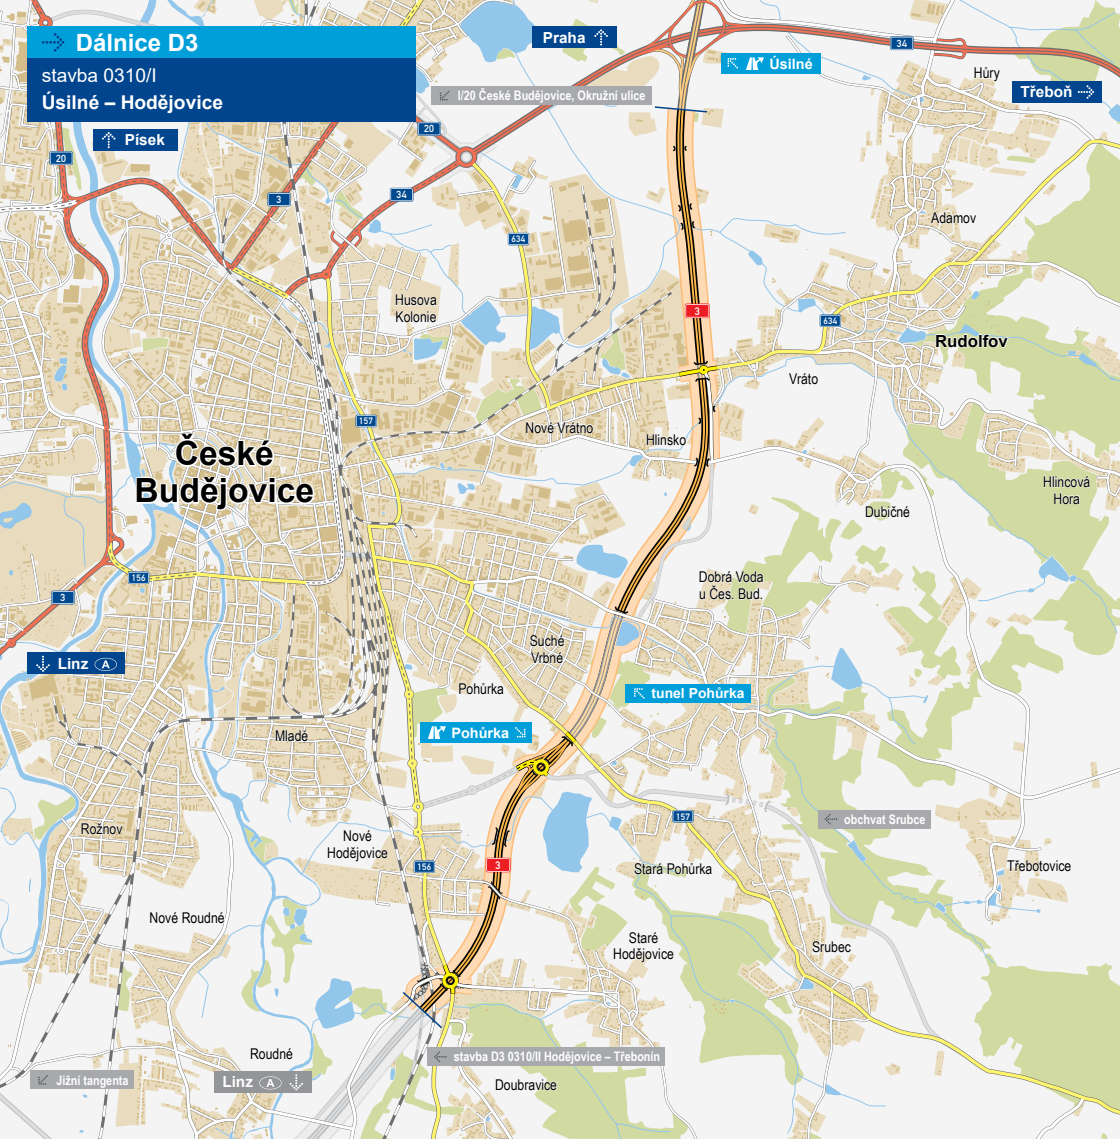 Dálnice D3
stavba 0310/I
Úsilné – Hodějovice
Praha
Úsilné
34
Hůry
Třeboň
I/20 České Budějovice, Okružní ulice
20
Písek
20
3
34
Adamov
634
Husova
Kolonie
3
634
Rudolfov
Vráto
157
Nové Vrátno
Hlinsko
České
Budějovice
Hlincová
Hora
Dubičné
156
3
Dobrá Voda
u Čes. Bud.
Suché
Vrbné
Linz A
Pohůrka
tunel Pohůrka
Pohůrka
Mladé
157
obchvat Srubce
Rožnov
Nové
Hodějovice
156
3
Stará Pohůrka
Třebotovice
Nové Roudné
Staré
Hodějovice
Srubec
Roudné
stavba D3 0310/II Hodějovice – Třebonín
Jižní tangenta
Linz A
Doubravice